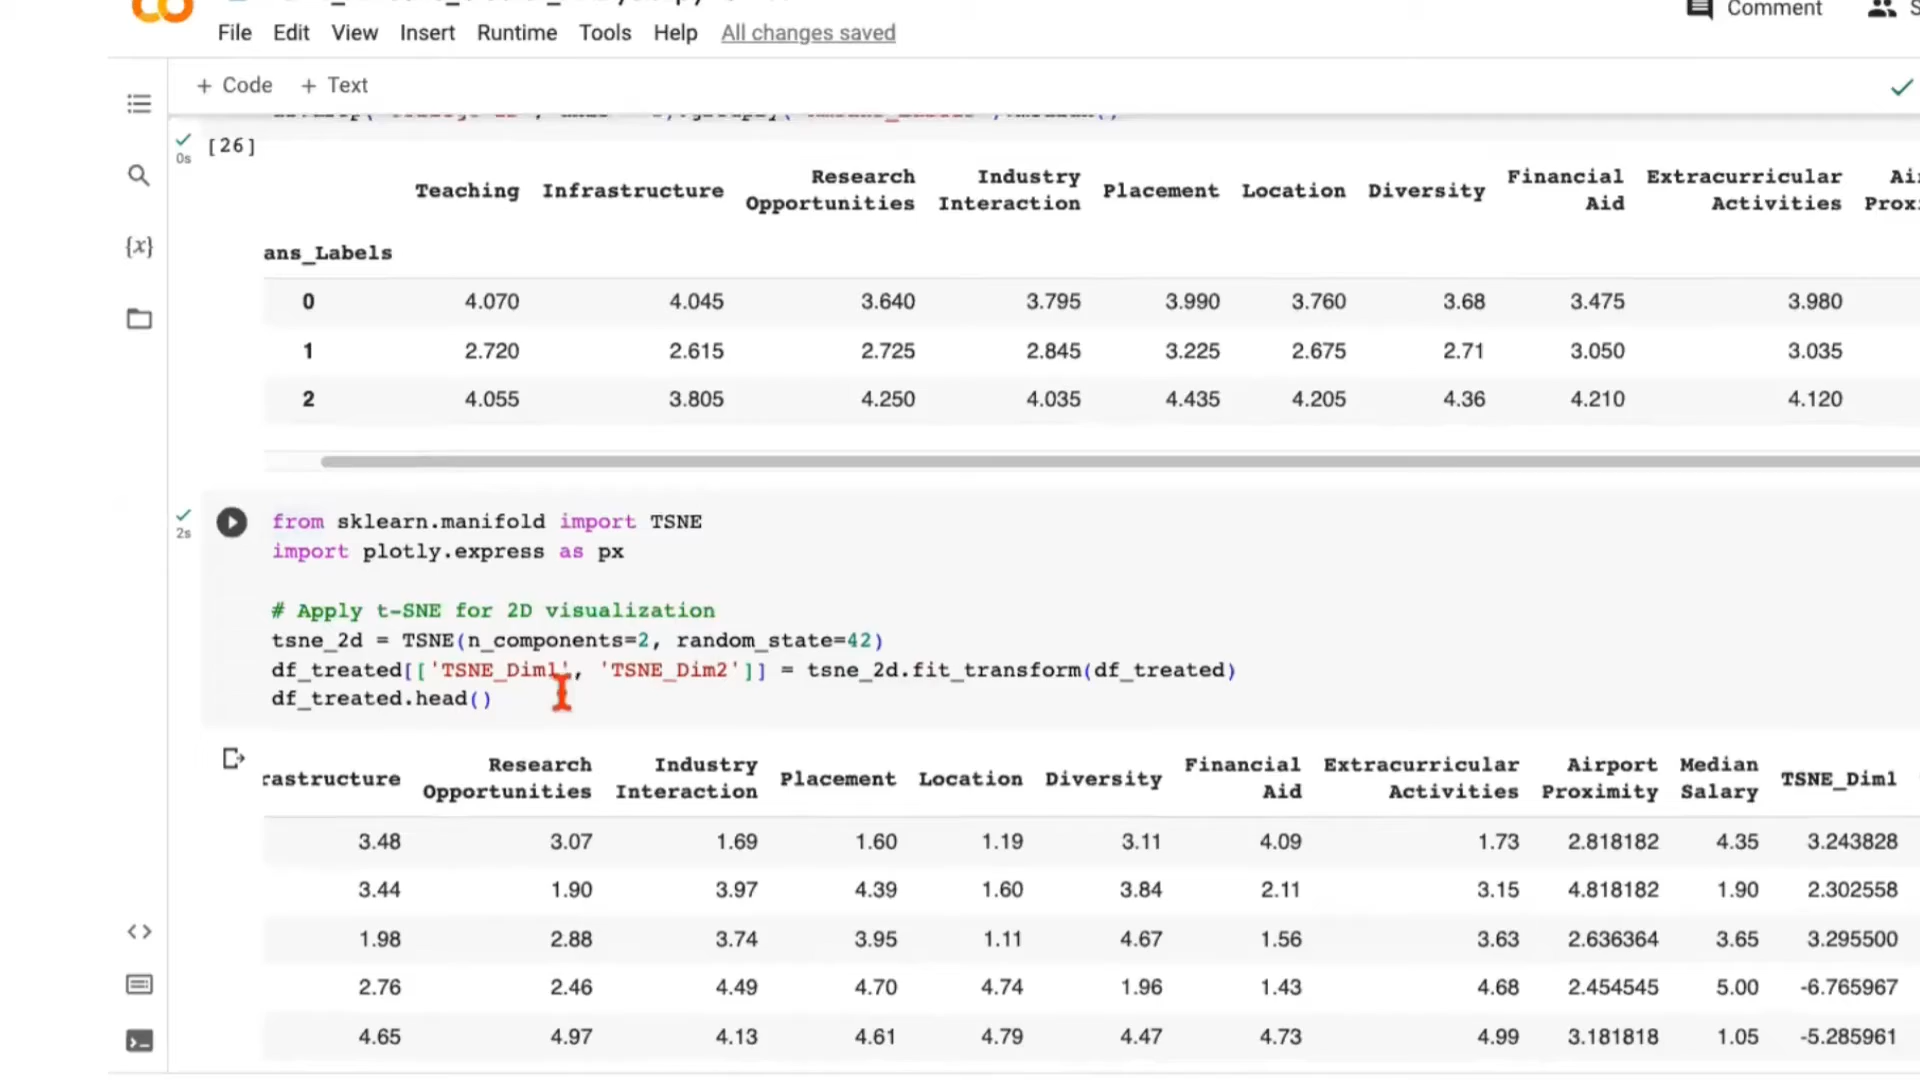 Comment
File Edit View Insert Runtime Tools Help All changes saved
+ Code + Text
0s [26]
Teaching Infrastructure Research Opportunities Industry Interaction Placement Location Diversity Financial Aid Extracurricular Activities
ans_Labels
0 4.070 4.045 3.640 3.795 3.990 3.760 3.68 3.475 3.980
1 2.720 2.615 2.725 2.845 3.225 2.675 2.71 3.050 3.035
2 4.055 3.805 4.250 4.035 4.435 4.205 4.36 4.210 4.120
2s
from sklearn.manifold import TSNE
import plotly.express as px
# Apply t-SNE for 2D visualization
tsne_2d = TSNE(n_components=2, random_state=42)
df_treated[['TSNE_Dim1', 'TSNE_Dim2']] = tsne_2d.fit_transform(df_treated)
df_treated.head()
rastructure Research Opportunities Industry Interaction Placement Location Diversity Financial Aid Extracurricular Activities Airport Proximity Median Salary TSNE_Dim1
3.48 3.07 1.69 1.60 1.19 3.11 4.09 1.73 2.818182 4.35 3.243828
3.44 1.90 3.97 4.39 1.60 3.84 2.11 3.15 4.818182 1.90 2.302558
1.98 2.88 3.74 3.95 1.11 4.67 1.56 3.63 2.636364 3.65 3.295500
2.76 2.46 4.49 4.70 4.74 1.96 1.43 4.68 2.454545 5.00 -6.765967
4.65 4.97 4.13 4.61 4.79 4.47 4.73 4.99 3.181818 1.05 -5.285961